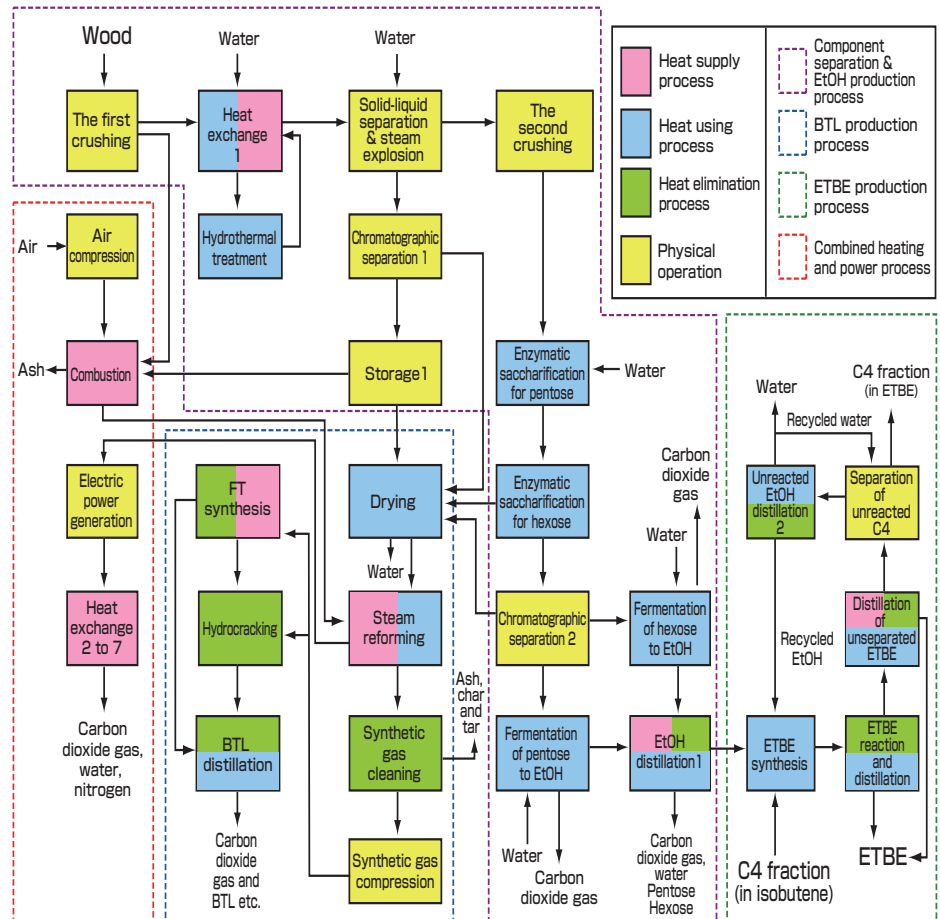 Wood
Water
Water
The first
crushing
Heat
exchange
1
Solid-liquid
separation
& steam
explosion
The
second
crushing
Hydrothermal
treatment
Chromatographic
separation 1
Heat supply
process
Heat using
process
Heat elimination
process
Physical
operation
Component
separation &
EtOH production
process
BTL production
process
ETBE production
process
Combined heating
and power process
Air
Air
compression
Ash
Combustion
Storage1
Enzymatic
saccharification
for pentose
Water
Electric
power
generation
FT
synthesis
Drying
Water
Enzymatic
saccharification
for hexose
Carbon
dioxide
gas
Water
Heat
exchange
2 to 7
Hydrocracking
Steam
reforming
Chromatographic
separation 2
Fermentation
of hexose
to EtOH
Carbon
dioxide gas,
water,
nitrogen
BTL
distillation
Synthetic
gas
cleaning
Ash,
char
and
tar
Fermentation
of pentose
to EtOH
EtOH
distillation1
Carbon
dioxide
gas and
BTL etc.
Synthetic gas
compression
Water
Carbon
dioxide gas
Carbon
dioxide gas,
water
Pentose
Hexose
Water
C4 fraction
(in ETBE)
Recycled water
Unreacted
EtOH
distillation
2
Separation
of
unreacted
C4
Recycled
EtOH
Distillation
of
unseparated
ETBE
ETBE
synthesis
ETBE
reaction
and
distillation
C4 fraction
(in isobutene)
ETBE